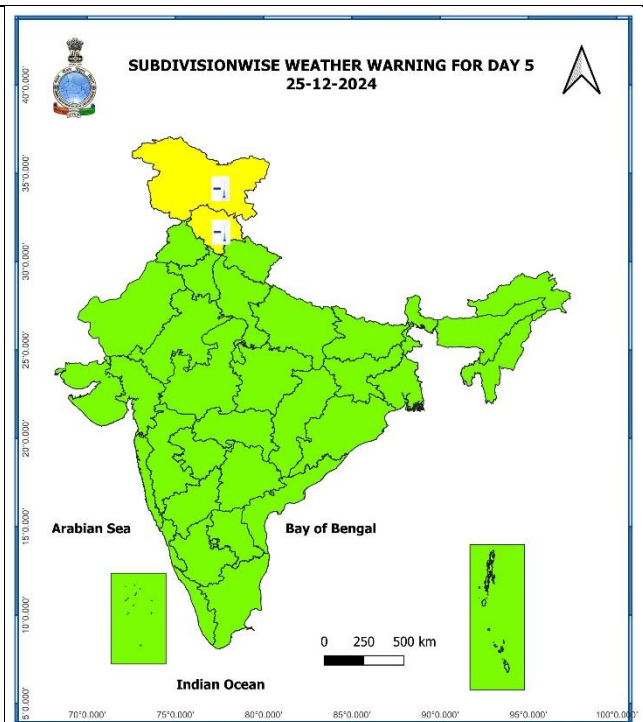 SUBDIVISIONWISE WEATHER WARNING FOR DAY 5
25-12-2024
40°0.000'
35°0.000'
30°0.000'
25°0.000'
20°0.000'
15°0.000'
10°0.000'
5°0.000'
Arabian Sea
Bay of Bengal
0 250 500 km
Indian Ocean
70°0.000' 75°0.000' 80°0.000' 85°0.000' 90°0.000' 95°0.000' 100°0.000'